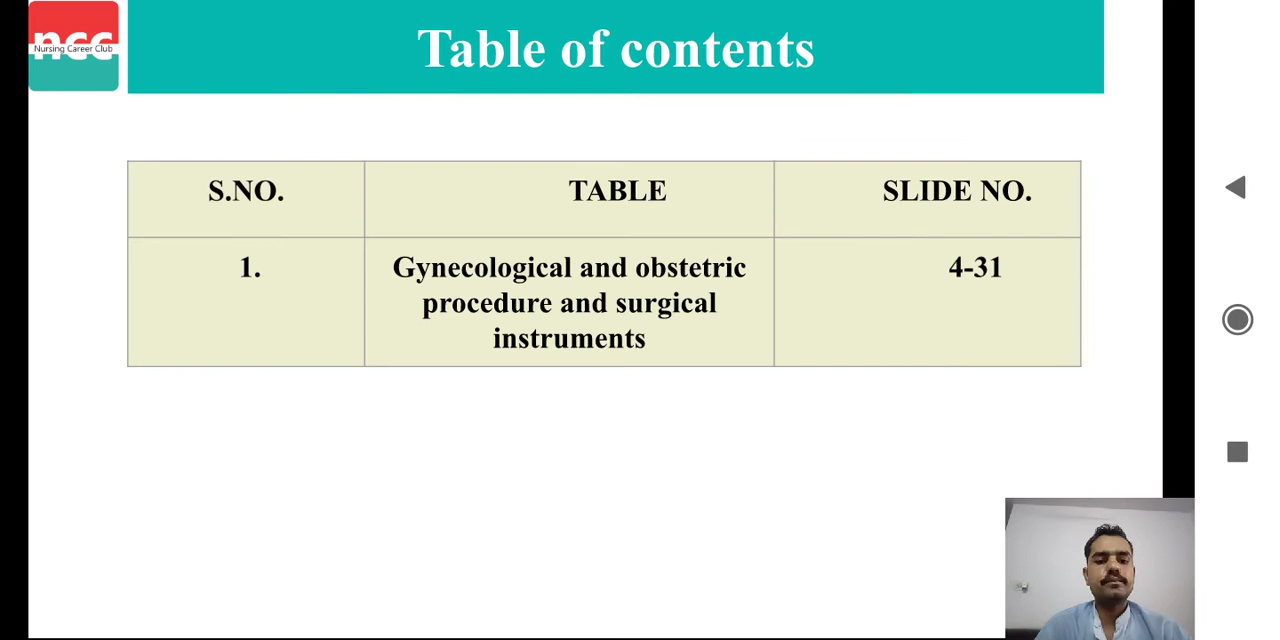 ncc
Nursing Career Club
Table of contents
S.NO. TABLE SLIDE NO.
1. Gynecological and obstetric 4-31
procedure and surgical
instruments